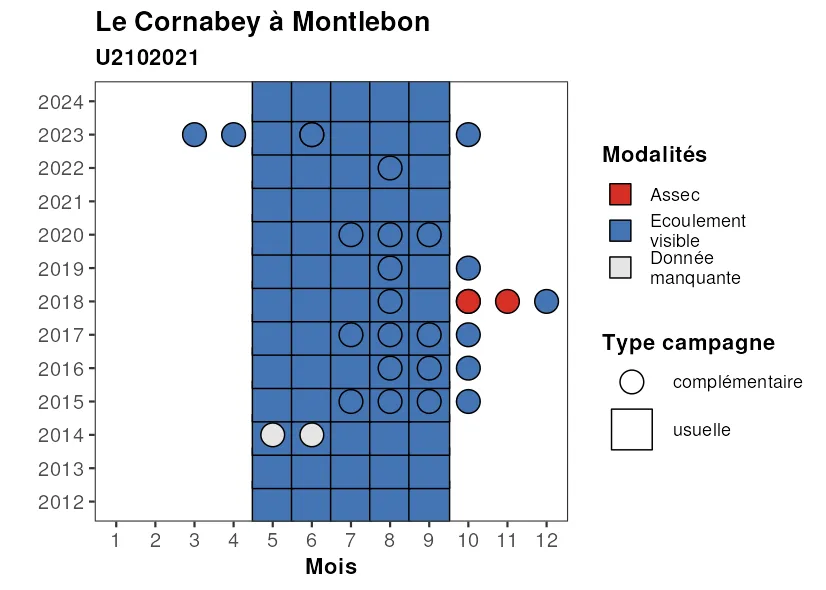 Le Cornabey à Montlebon
U2102021
2024
2023
2022
2021
2020
2019
2018
2017
2016
2015
2014
2013
2012
1 2 3 4 5 6 7 8 9 10 11 12
Mois
Modalités
Assec
Ecoulement
visible
Donnée
manquante
Type campagne
complémentaire
usuelle